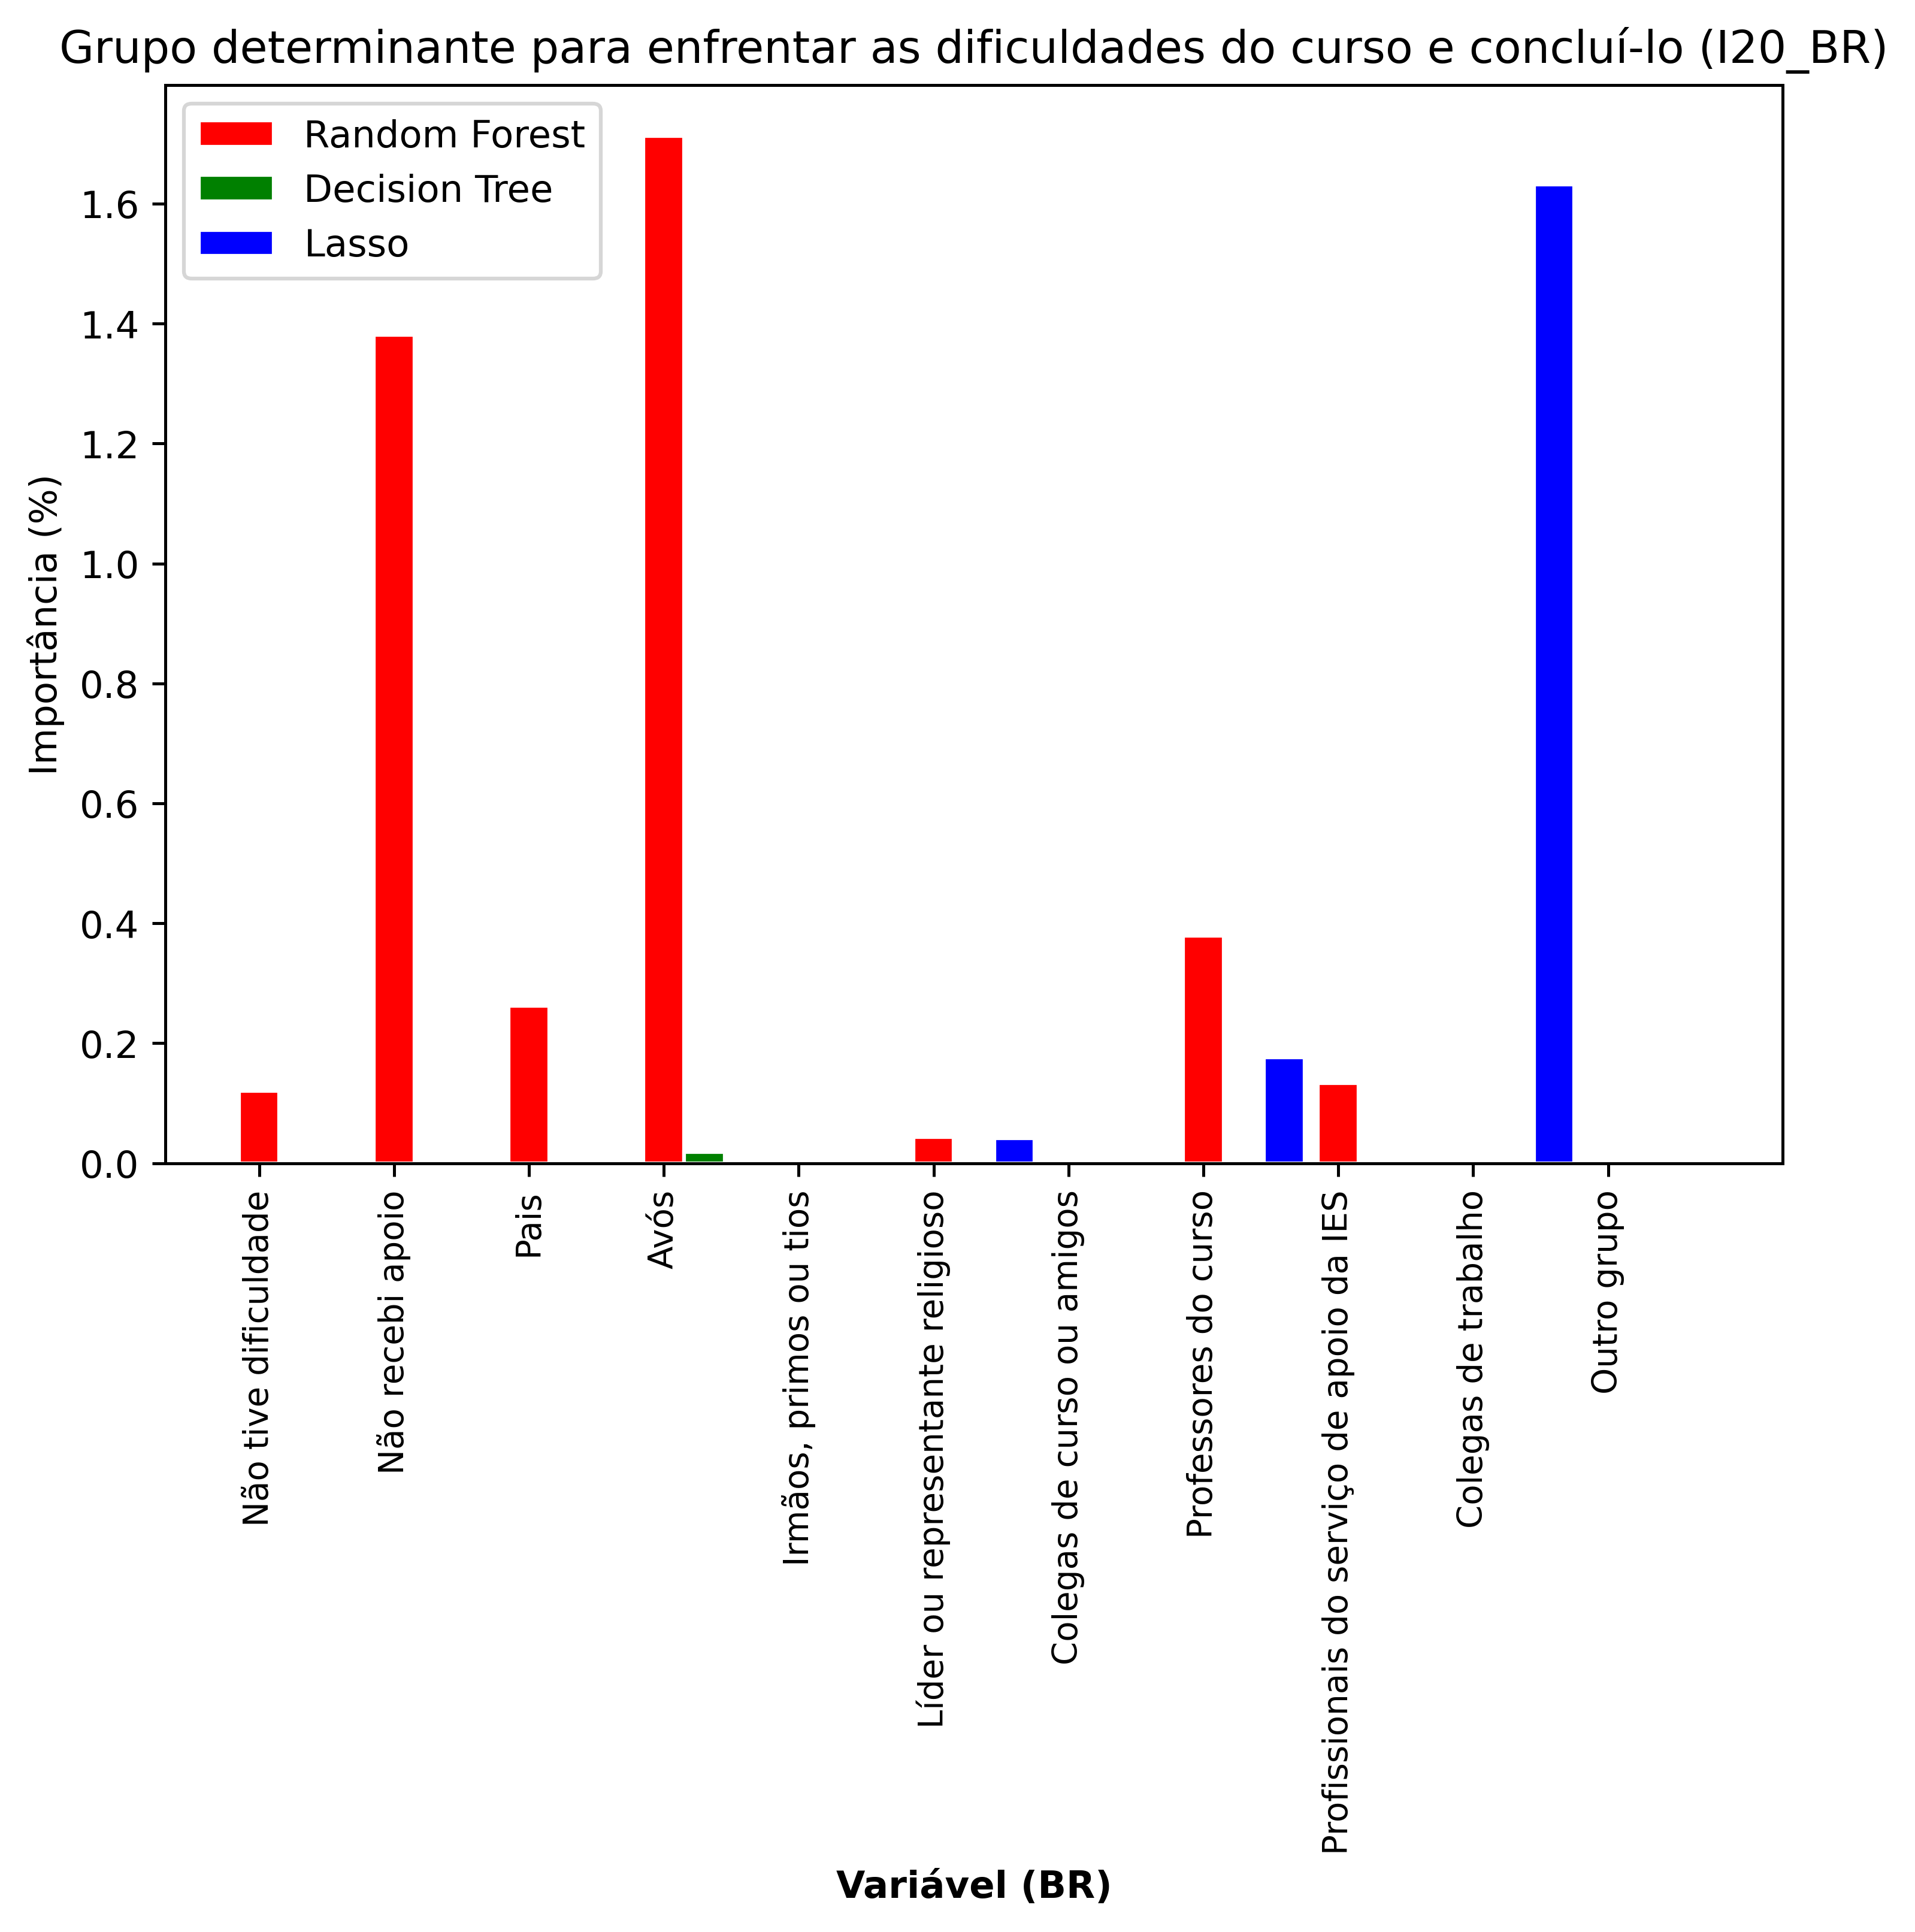 Grupo determinante para enfrentar as dificuldades do curso e concluí-lo (I20_BR)
Random Forest
Decision Tree
Lasso
Importância (%)
1.6
1.4
1.2
1.0
0.8
0.6
0.4
0.2
0.0
Não tive dificuldade
Não recebi apoio
Pais
Avós
Irmãos, primos ou tios
Líder ou representante religioso
Colegas de curso ou amigos
Professores do curso
Profissionais do serviço de apoio da IES
Colegas de trabalho
Outro grupo
Variável (BR)